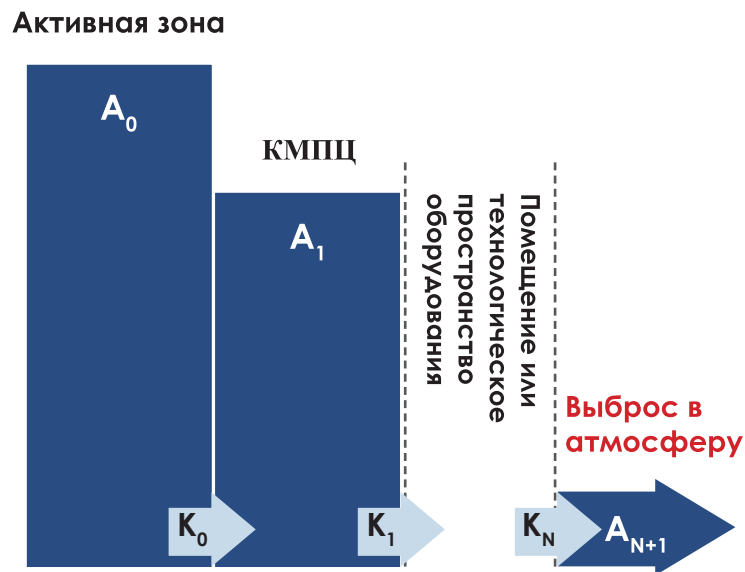 Активная зона
A0
КМПЦ
A1
Помещение или
технологическое
пространство
оборудования
Выброс в
атмосферу
K0
K1
KN
AN+1